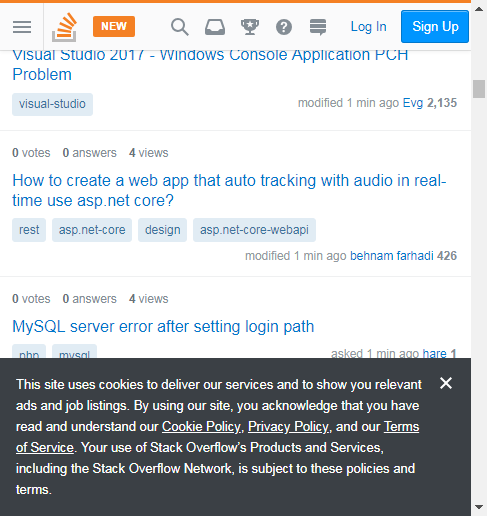 NEW Log In Sign Up
Visual Studio 2017 - Windows Console Application PCH
Problem
visual-studio
modified 1 min ago Evg 2,135
0 votes 0 answers 4 views
How to create a web app that auto tracking with audio in real-
time use asp.net core?
rest asp.net-core design asp.net-core-webapi
modified 1 min ago behnam farhadi 426
0 votes 0 answers 4 views
MySQL server error after setting login path
php mysql asked 1 min ago hare 1
This site uses cookies to deliver our services and to show you relevant
ads and job listings. By using our site, you acknowledge that you have
read and understand our Cookie Policy, Privacy Policy, and our Terms
of Service. Your use of Stack Overflow's Products and Services,
including the Stack Overflow Network, is subject to these policies and
terms.